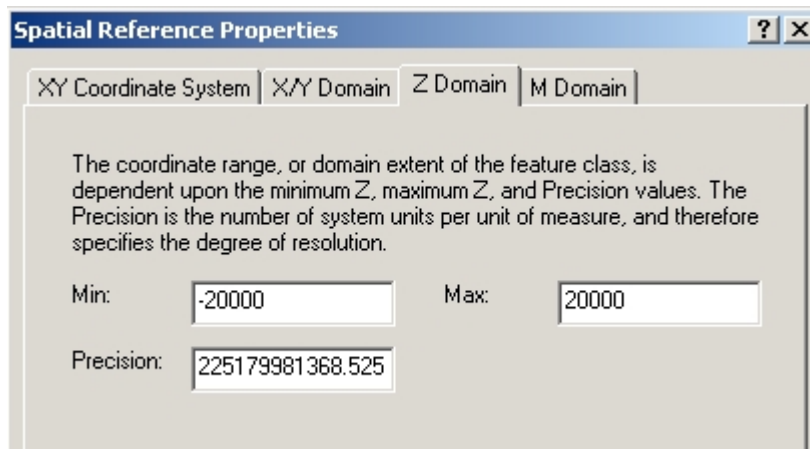 Spatial Reference Properties
XY Coordinate System X/Y Domain Z Domain M Domain
The coordinate range, or domain extent of the feature class, is
dependent upon the minimum Z, maximum Z, and Precision values. The
Precision is the number of system units per unit of measure, and therefore
specifies the degree of resolution.
Min: -20000 Max: 20000
Precision: 225179981368.525